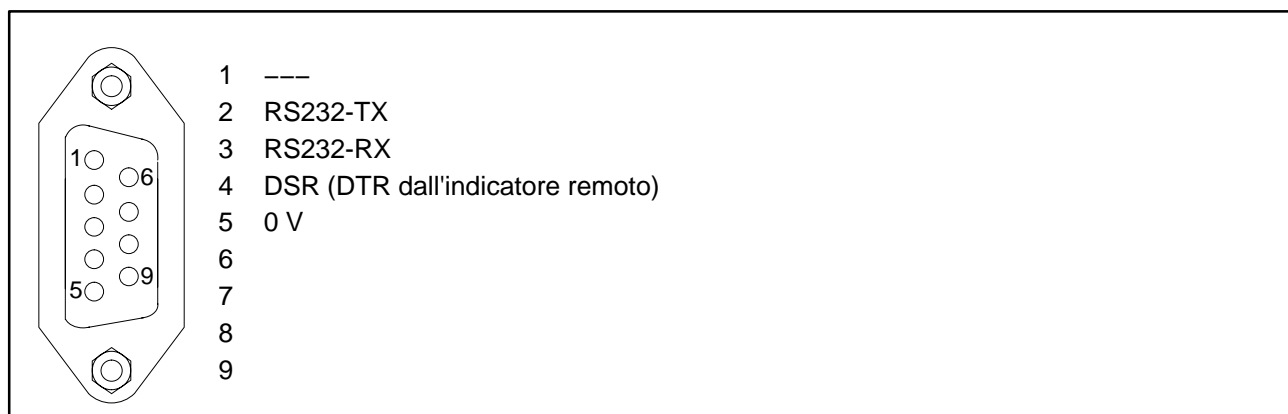 1 –––
2 RS232-TX
3 RS232-RX
4 DSR (DTR dall'indicatore remoto)
5 0 V
6
7
8
9
1
6
9
5